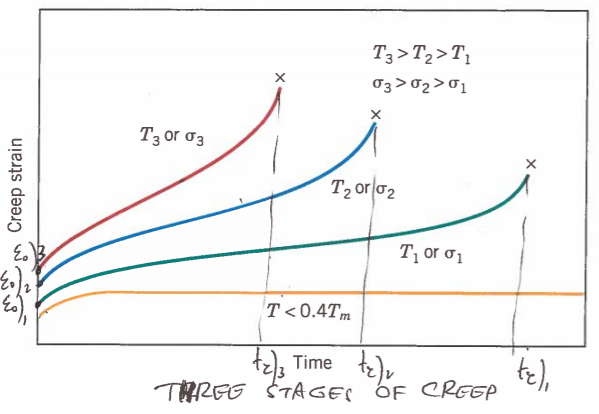 T₃ > T₂ > T₁
σ₃ > σ₂ > σ₁
T₃ or σ₃
T₂ or σ₂
T₁ or σ₁
T < 0.4Tₘ
Creep strain
ε₀)₃
ε₀)₂
ε₀)₁
tᵣ)₃ Time tᵣ)₂ tᵣ)₁
THREE STAGES OF CREEP